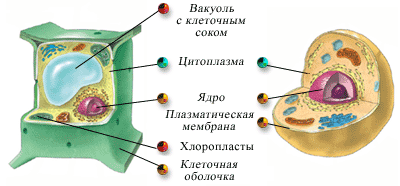 Вакуоль
с клеточным
соком
Цитоплазма
Ядро
Плазматическая
мембрана
Хлоропласты
Клеточная
оболочка